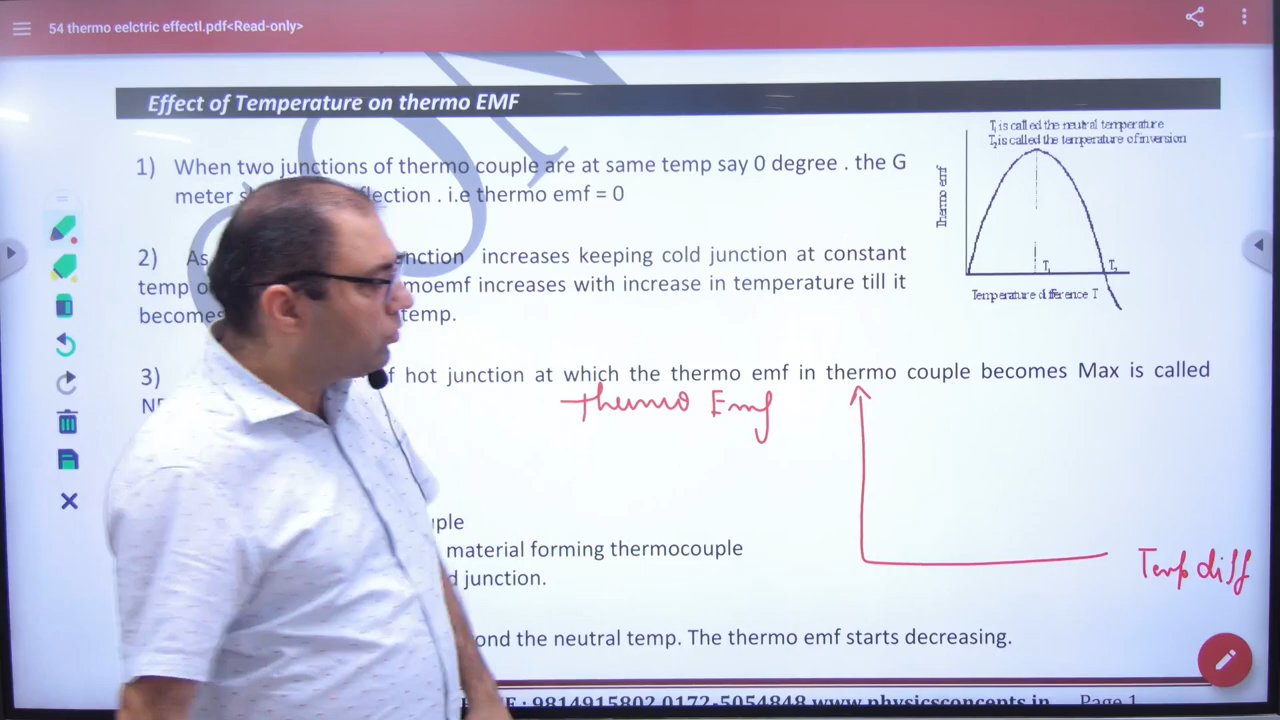 54 thermo eelctric effectl.pdf<Read-only>
Effect of Temperature on thermo EMF
T is called the neutral temperature
T is called the temperature of inversion
1) When two junctions of thermo couple are at same temp say 0 degree . the G
meter flection . i.e thermo emf = 0
Thermo emf
2) As nction increases keeping cold junction at constant
temp moemf increases with increase in temperature till it
becomes temp.
T T
Temperature difference T
3) f hot junction at which the thermo emf in thermo couple becomes Max is called
thermo Emf
ple
material forming thermocouple
d junction.
Temp diff
ond the neutral temp. The thermo emf starts decreasing.
: 9814915802,0172-5054848 www.physicsconcepts.in Page 1